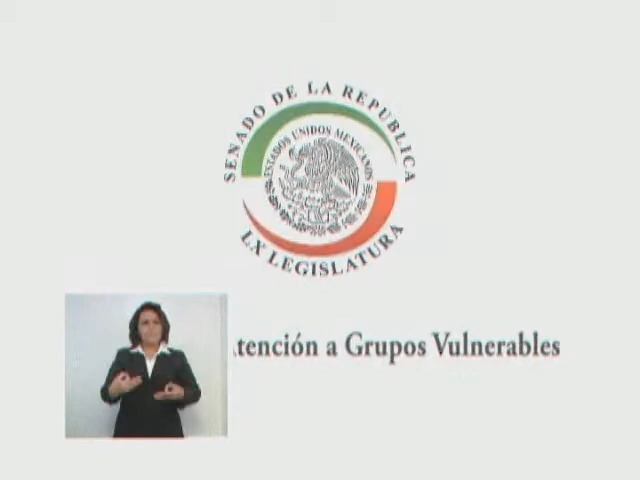 SENADO DE LA REPUBLICA
ESTADOS UNIDOS MEXICANOS
LX LEGISLATURA
tención a Grupos Vulnerables